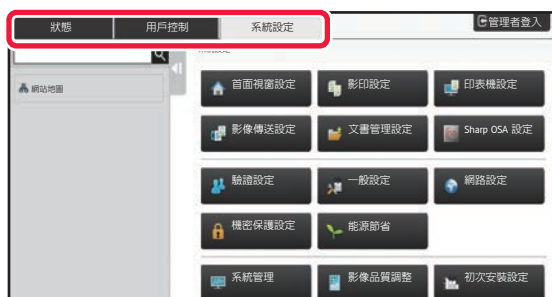 狀態 用戶控制 系統設定 管理者登入
網站地圖
首面視窗設定 影印設定 印表機設定
影像傳送設定 文書管理設定 Sharp OSA 設定
驗證設定 一般設定 網路設定
機密保護設定 能源節省
系統管理 影像品質調整 初次安裝設定